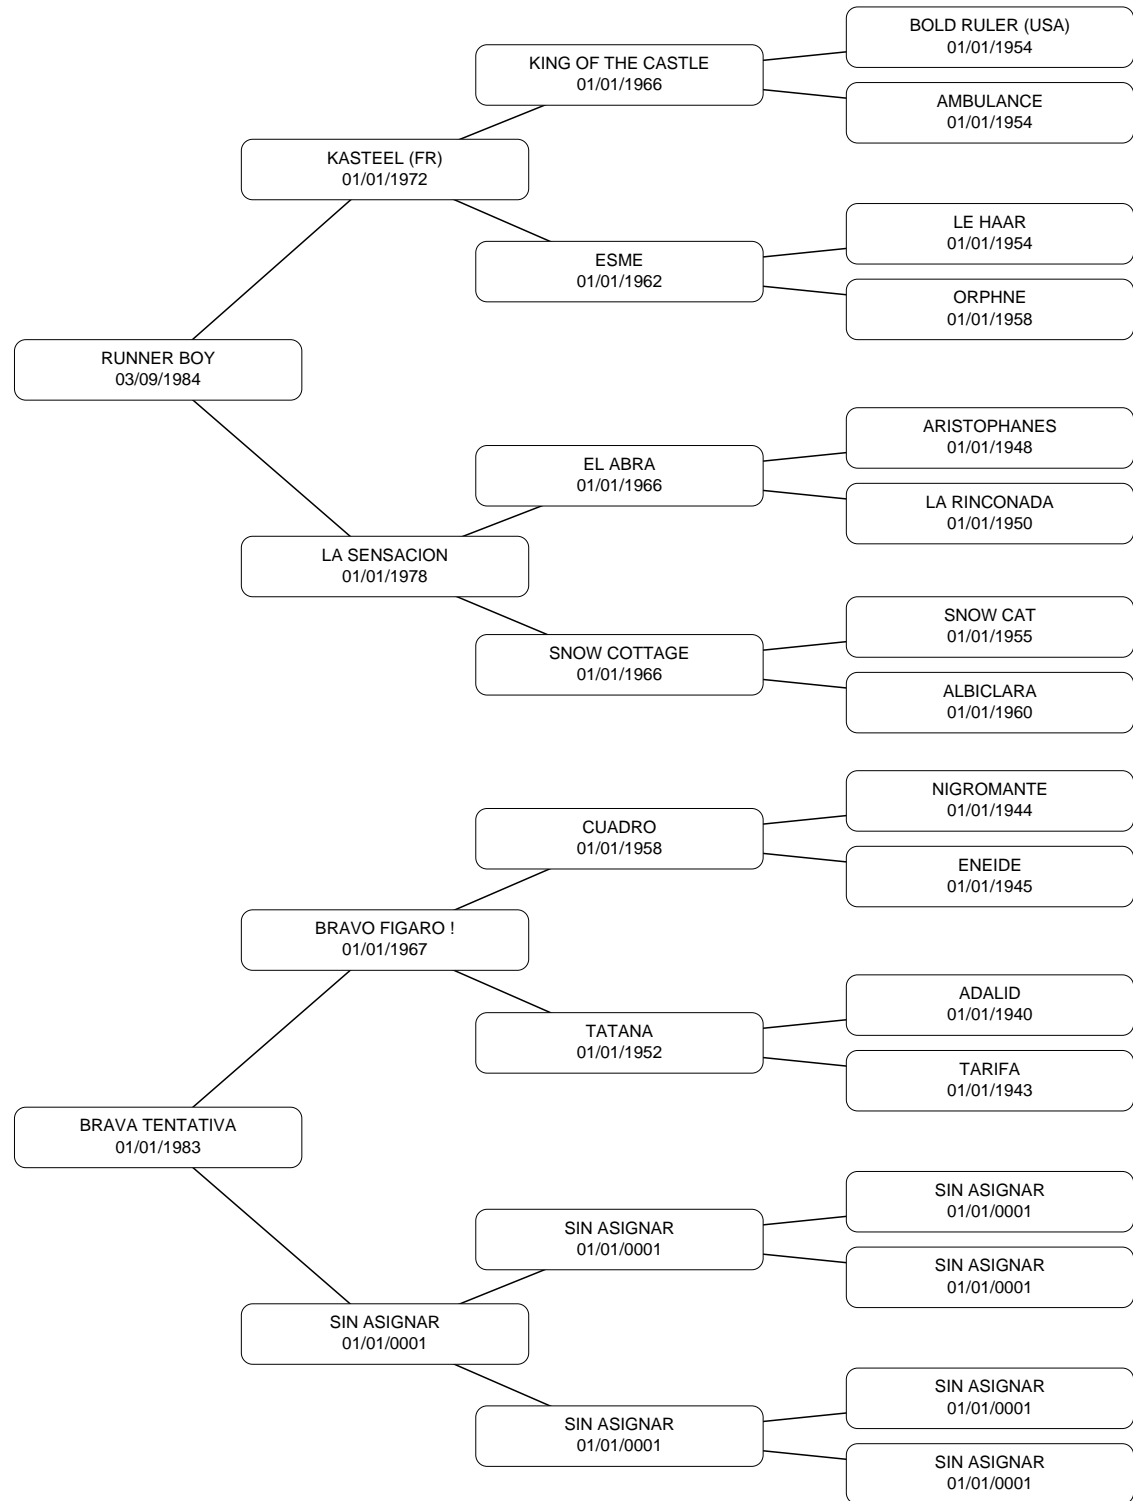 BOLD RULER (USA)
01/01/1954
KING OF THE CASTLE
01/01/1966
AMBULANCE
01/01/1954
KASTEEL (FR)
01/01/1972
LE HAAR
01/01/1954
ESME
01/01/1962
ORPHNE
01/01/1958
RUNNER BOY
03/09/1984
ARISTOPHANES
01/01/1948
EL ABRA
01/01/1966
LA RINCONADA
01/01/1950
LA SENSACION
01/01/1978
SNOW CAT
01/01/1955
SNOW COTTAGE
01/01/1966
ALBICLARA
01/01/1960
NIGROMANTE
01/01/1944
CUADRO
01/01/1958
ENEIDE
01/01/1945
BRAVO FIGARO !
01/01/1967
ADALID
01/01/1940
TATANA
01/01/1952
TARIFA
01/01/1943
BRAVA TENTATIVA
01/01/1983
SIN ASIGNAR
01/01/0001
SIN ASIGNAR
01/01/0001
SIN ASIGNAR
01/01/0001
SIN ASIGNAR
01/01/0001
SIN ASIGNAR
01/01/0001
SIN ASIGNAR
01/01/0001
SIN ASIGNAR
01/01/0001